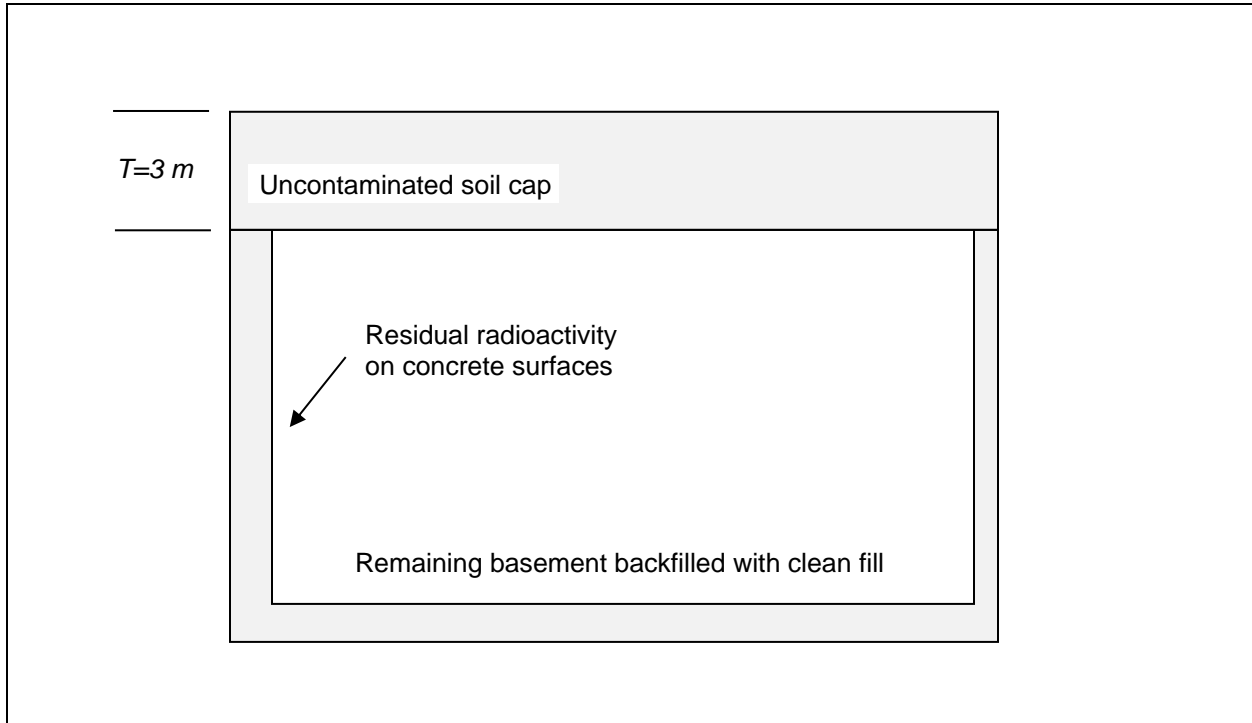 T=3 m
Uncontaminated soil cap
Residual radioactivity
on concrete surfaces
Remaining basement backfilled with clean fill